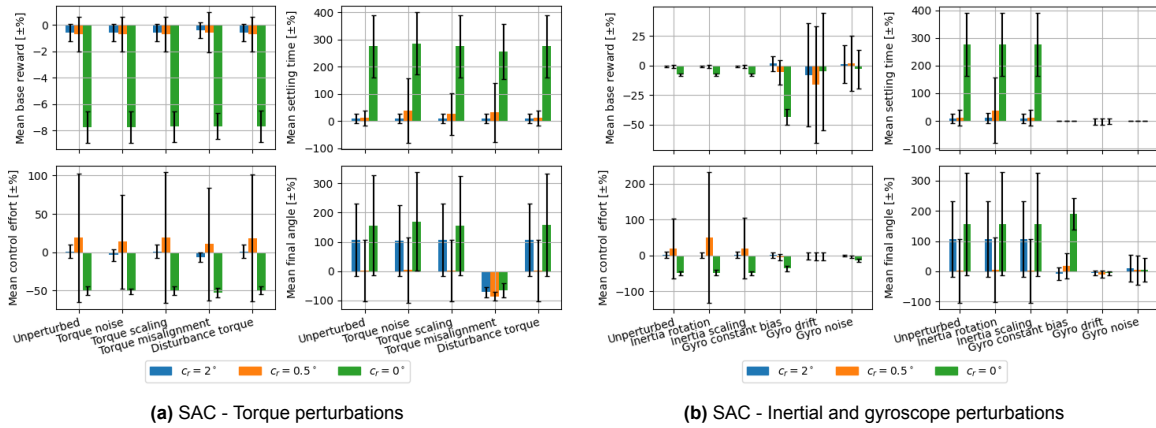 Mean base reward [±%]
0
−2
−4
−6
−8
Mean settling time [±%]
400
300
200
100
0
−100
Mean control effort [±%]
100
50
0
−50
Unperturbed
Torque noise
Torque scaling
Torque misalignment
Disturbance torque
Mean final angle [±%]
300
200
100
0
−100
Unperturbed
Torque noise
Torque scaling
Torque misalignment
Disturbance torque
c_r = 2° c_r = 0.5° c_r = 0°
(a) SAC - Torque perturbations
Mean base reward [±%]
25
0
−25
−50
Mean settling time [±%]
400
300
200
100
0
−100
Mean control effort [±%]
200
100
0
−100
Unperturbed
Inertia rotation
Inertia scaling
Gyro constant bias
Gyro drift
Gyro noise
Mean final angle [±%]
300
200
100
0
−100
Unperturbed
Inertia rotation
Inertia scaling
Gyro constant bias
Gyro drift
Gyro noise
c_r = 2° c_r = 0.5° c_r = 0°
(b) SAC - Inertial and gyroscope perturbations